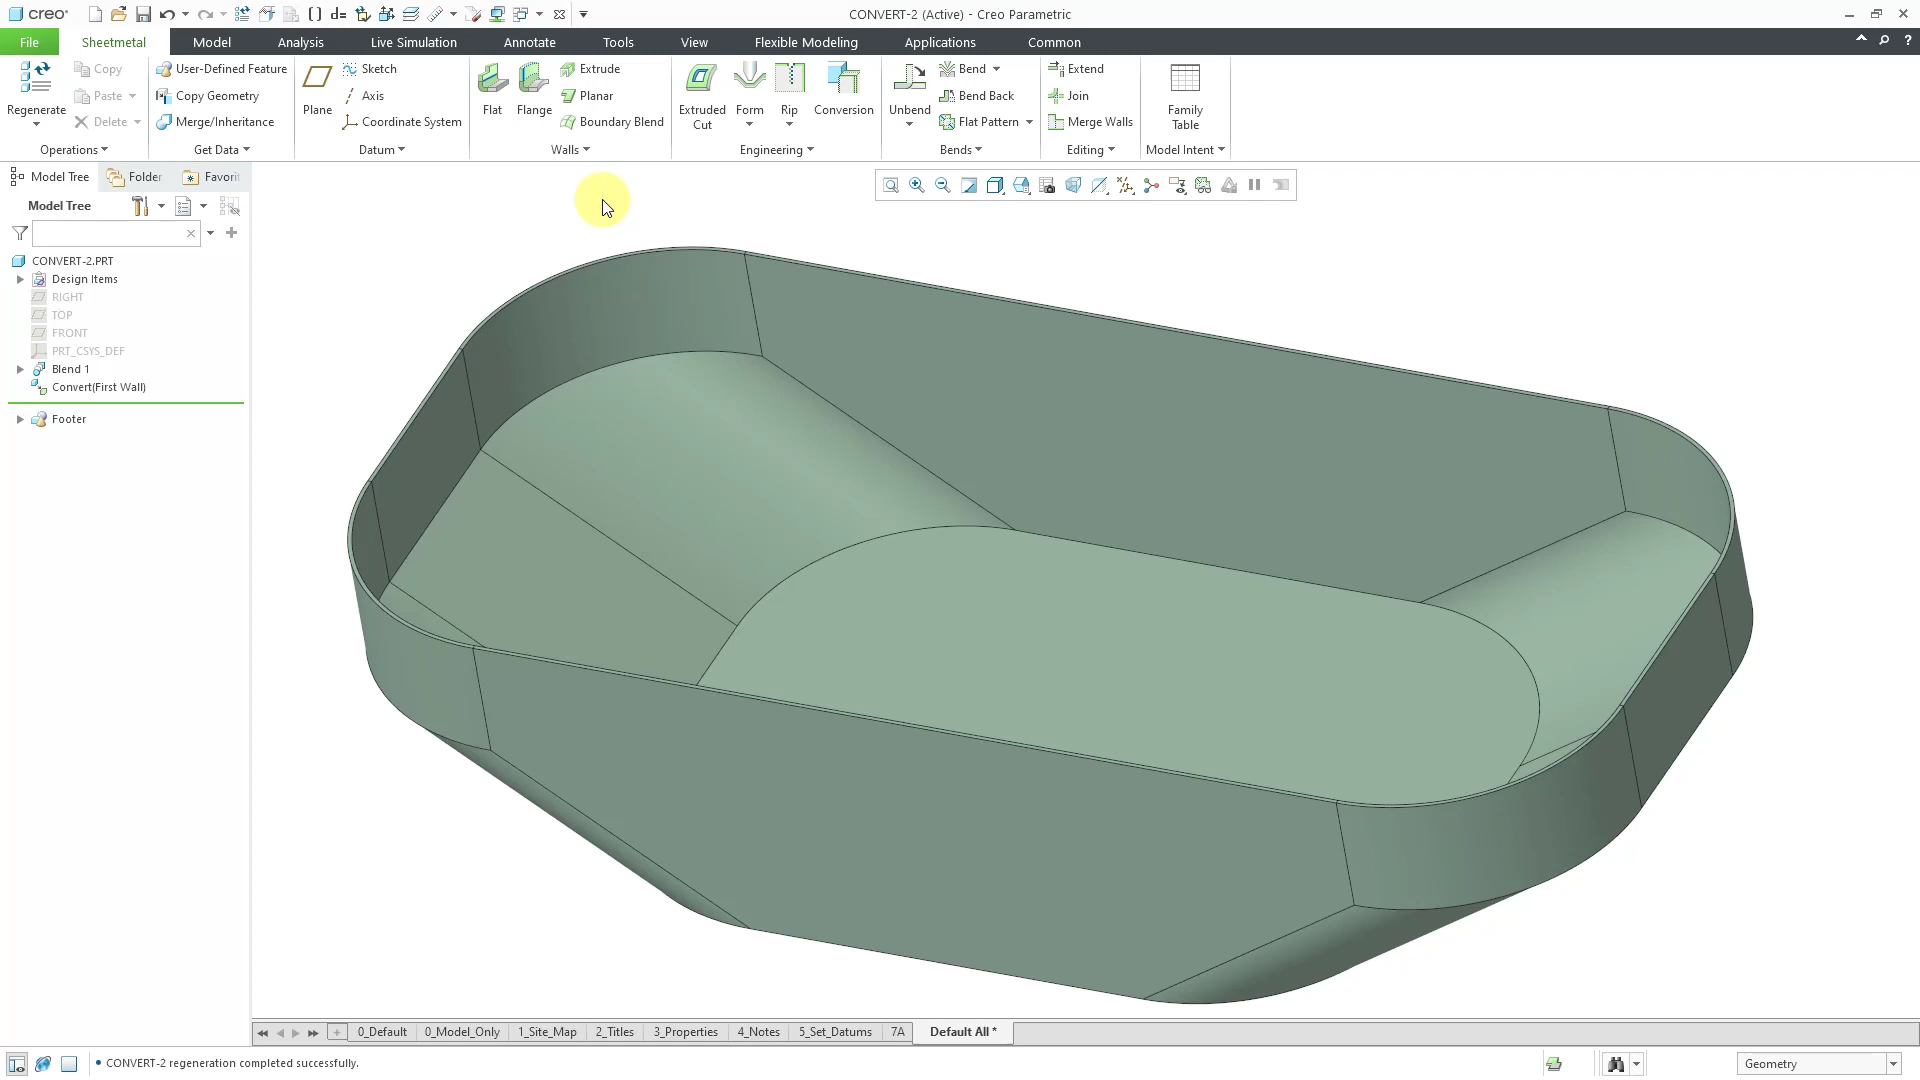 creo
CONVERT-2 (Active) - Creo Parametric
File Sheetmetal Model Analysis Live Simulation Annotate Tools View Flexible Modeling Applications Common
Regenerate
Copy
Paste
Delete
Operations
User-Defined Feature
Copy Geometry
Merge/Inheritance
Get Data
Plane
Sketch
Axis
Coordinate System
Datum
Flat
Flange
Extrude
Planar
Boundary Blend
Walls
Extruded
Cut
Form
Rip
Conversion
Engineering
Unbend
Bend
Bend Back
Flat Pattern
Bends
Extend
Join
Merge Walls
Editing
Family
Table
Model Intent
Model Tree Folder Favorit
Model Tree
CONVERT-2.PRT
Design Items
RIGHT
TOP
FRONT
PRT_CSYS_DEF
Blend 1
Convert(First Wall)
Footer
0_Default 0_Model_Only 1_Site_Map 2_Titles 3_Properties 4_Notes 5_Set_Datums 7A Default All *
• CONVERT-2 regeneration completed successfully.
Geometry